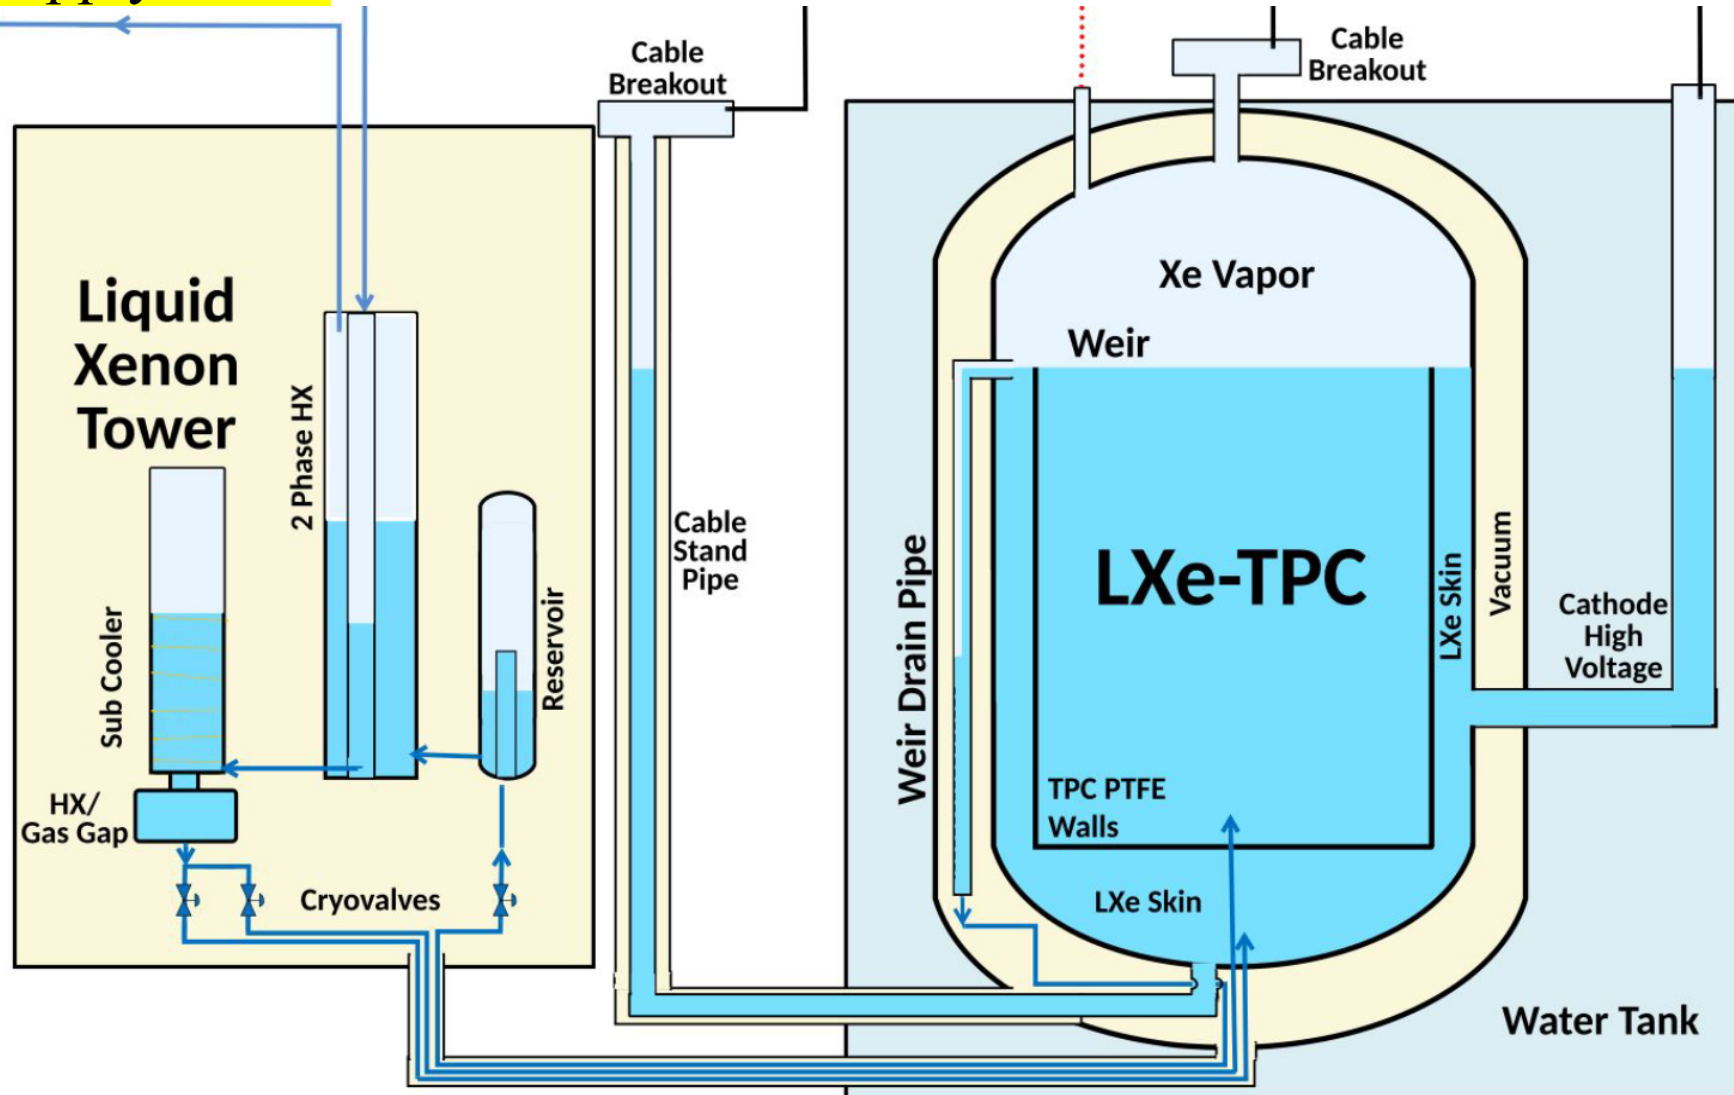 Cable
Breakout
Cable
Breakout
Liquid
Xenon
Tower
2 Phase HX
Sub Cooler
Reservoir
HX/
Gas Gap
Cryovalves
Cable
Stand
Pipe
Xe Vapor
Weir
Weir Drain Pipe
LXe-TPC
LXe Skin
Vacuum
Cathode
High
Voltage
TPC PTFE
Walls
LXe Skin
Water Tank